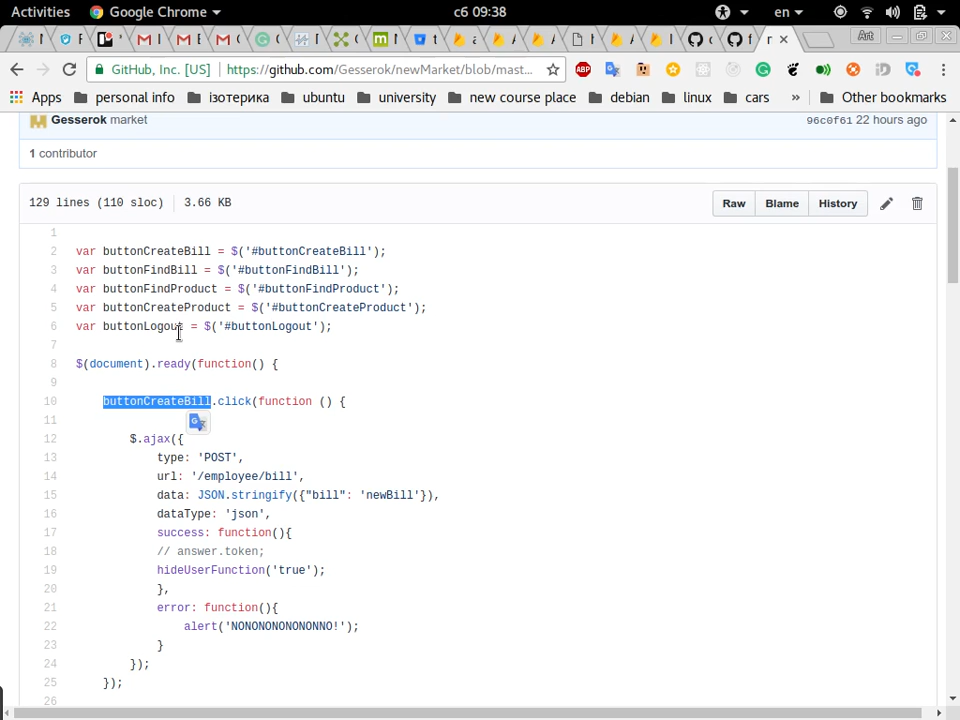 Activities Google Chrome сб 09:38 en
Art
GitHub, Inc. [US] https://github.com/Gesserok/newMarket/blob/mast... ABP
Apps personal info ізотерика ubuntu university new course place debian linux cars » Other bookmarks
Gesserok market 96c0f61 22 hours ago
1 contributor
129 lines (110 sloc) 3.66 KB Raw Blame History
1
2 var buttonCreateBill = $('#buttonCreateBill');
3 var buttonFindBill = $('#buttonFindBill');
4 var buttonFindProduct = $('#buttonFindProduct');
5 var buttonCreateProduct = $('#buttonCreateProduct');
6 var buttonLogout = $('#buttonLogout');
7
8 $(document).ready(function() {
9
10 buttonCreateBill.click(function () {
11
12 $.ajax({
13 type: 'POST',
14 url: '/employee/bill',
15 data: JSON.stringify({"bill": 'newBill'}),
16 dataType: 'json',
17 success: function(){
18 // answer.token;
19 hideUserFunction('true');
20 },
21 error: function(){
22 alert('NONONONONONONNO!');
23 }
24 });
25 });
26